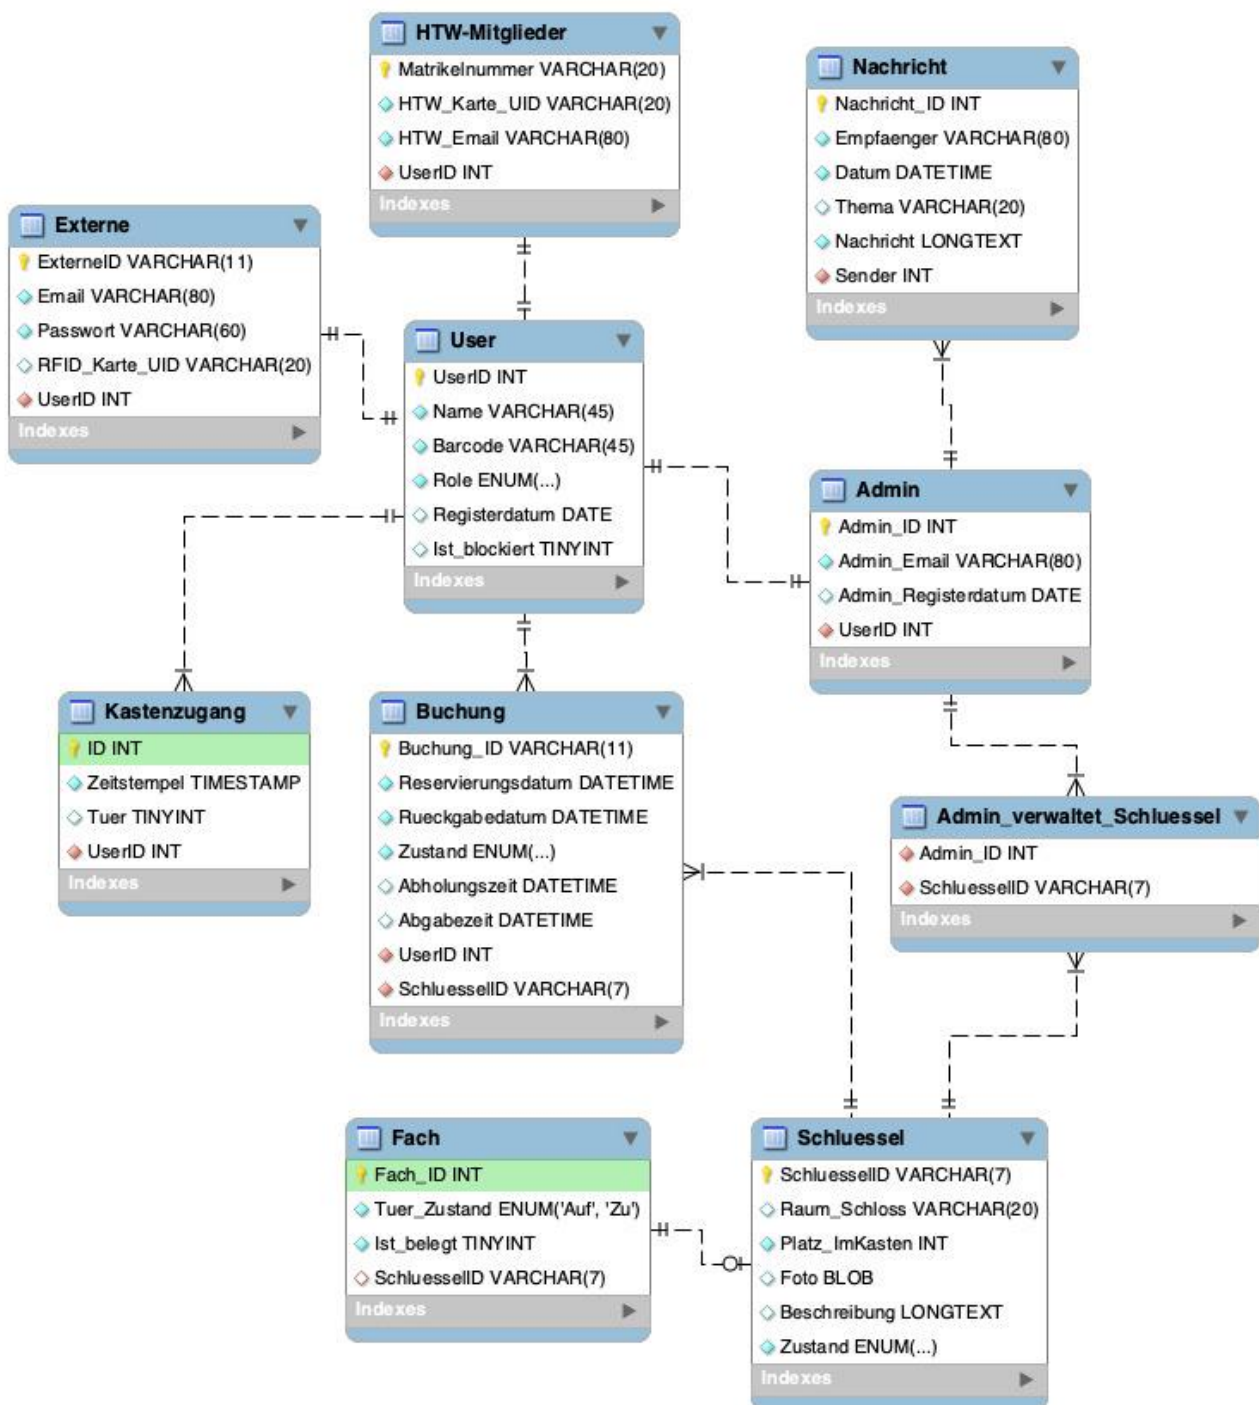 HTW-Mitglieder
Matrikelnummer VARCHAR(20)
HTW_Karte_UID VARCHAR(20)
HTW_Email VARCHAR(80)
UserID INT
Indexes
Nachricht
Nachricht_ID INT
Empfaenger VARCHAR(80)
Datum DATETIME
Thema VARCHAR(20)
Nachricht LONGTEXT
Sender INT
Indexes
Externe
ExterneID VARCHAR(11)
Email VARCHAR(80)
Passwort VARCHAR(60)
RFID_Karte_UID VARCHAR(20)
UserID INT
Indexes
User
UserID INT
Name VARCHAR(45)
Barcode VARCHAR(45)
Role ENUM(...)
Registerdatum DATE
Ist_blockiert TINYINT
Indexes
Admin
Admin_ID INT
Admin_Email VARCHAR(80)
Admin_Registerdatum DATE
UserID INT
Indexes
Kastenzugang
ID INT
Zeitstempel TIMESTAMP
Tuer TINYINT
UserID INT
Indexes
Buchung
Buchung_ID VARCHAR(11)
Reservierungsdatum DATETIME
Rueckgabedatum DATETIME
Zustand ENUM(...)
Abholungszeit DATETIME
Abgabezeit DATETIME
UserID INT
SchluesselID VARCHAR(7)
Indexes
Admin_verwaltet_Schluessel
Admin_ID INT
SchluesselID VARCHAR(7)
Indexes
Fach
Fach_ID INT
Tuer_Zustand ENUM('Auf', 'Zu')
Ist_belegt TINYINT
SchluesselID VARCHAR(7)
Indexes
Schluessel
SchluesselID VARCHAR(7)
Raum_Schloss VARCHAR(20)
Platz_ImKasten INT
Foto BLOB
Beschreibung LONGTEXT
Zustand ENUM(...)
Indexes